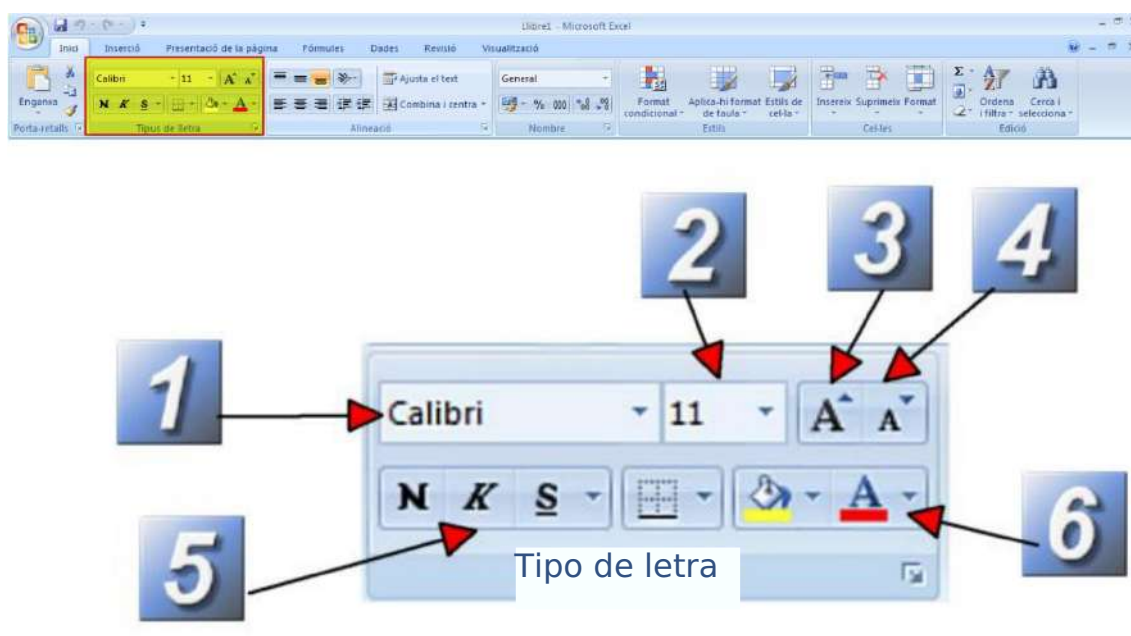 Llibre1 - Microsoft Excel
Inici Inserció Presentació de la pàgina Fórmules Dades Revisió Visualització
Calibri 11 A A Ajusta el text General
Enganxa N K S A Combina i centra % 000 Format condicional Aplica-hi format de taula Estils de cel·la Insereix Suprimeix Format Σ Ordena i filtra Cerca i selecciona
Porta-retalls Tipus de lletra Alineació Nombre Estils Cel·les Edició
2 3 4
1
Calibri 11 A A
N K S A
5 6
Tipo de letra